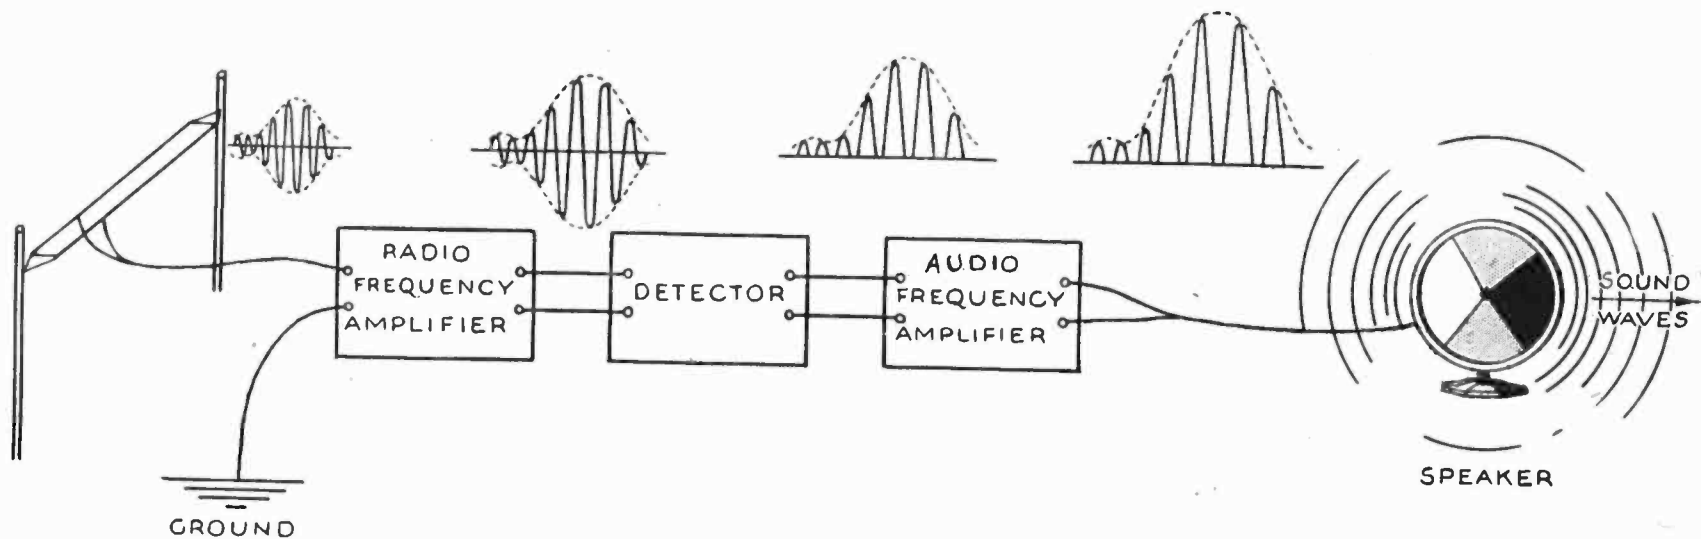 RADIO
FREQUENCY
AMPLIFIER
DETECTOR
AUDIO
FREQUENCY
AMPLIFIER
SOUND
WAVES
SPEAKER
GROUND